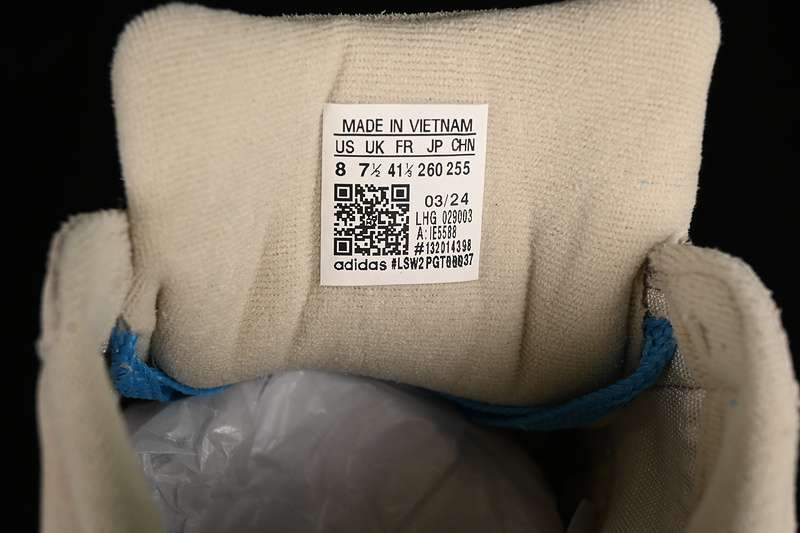 MADE IN VIETNAM
US UK FR JP CHN
8 7½ 41⅓ 260 255
03/24
LHG 029003
A: IE5588
#132014398
adidas #LSW2